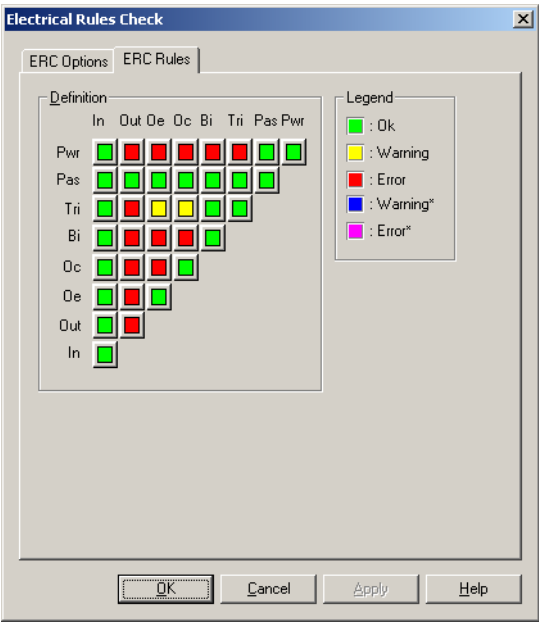 Electrical Rules Check
ERC Options ERC Rules
Definition
In Out Oe Oc Bi Tri Pas Pwr
Pwr
Pas
Tri
Bi
Oc
Oe
Out
In
Legend
: Ok
: Warning
: Error
: Warning*
: Error*
OK Cancel Apply Help